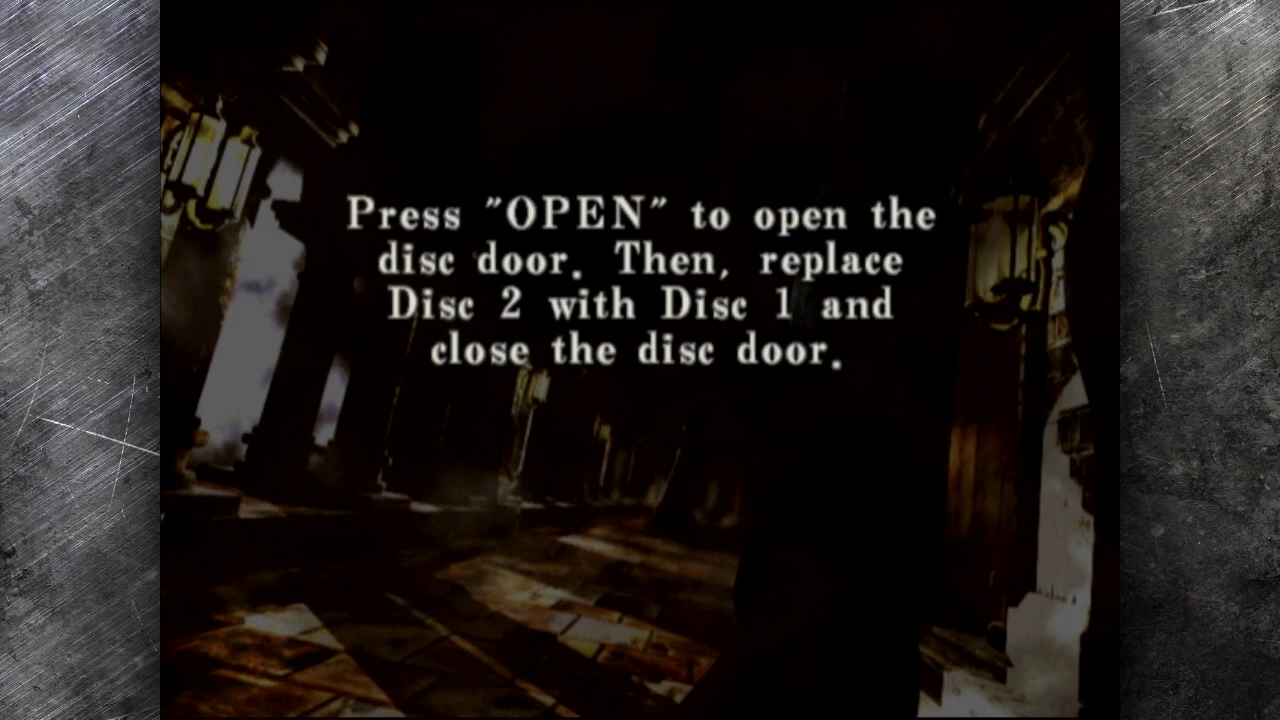 Press "OPEN" to open the
disc door. Then, replace
Disc 2 with Disc 1 and
close the disc door.